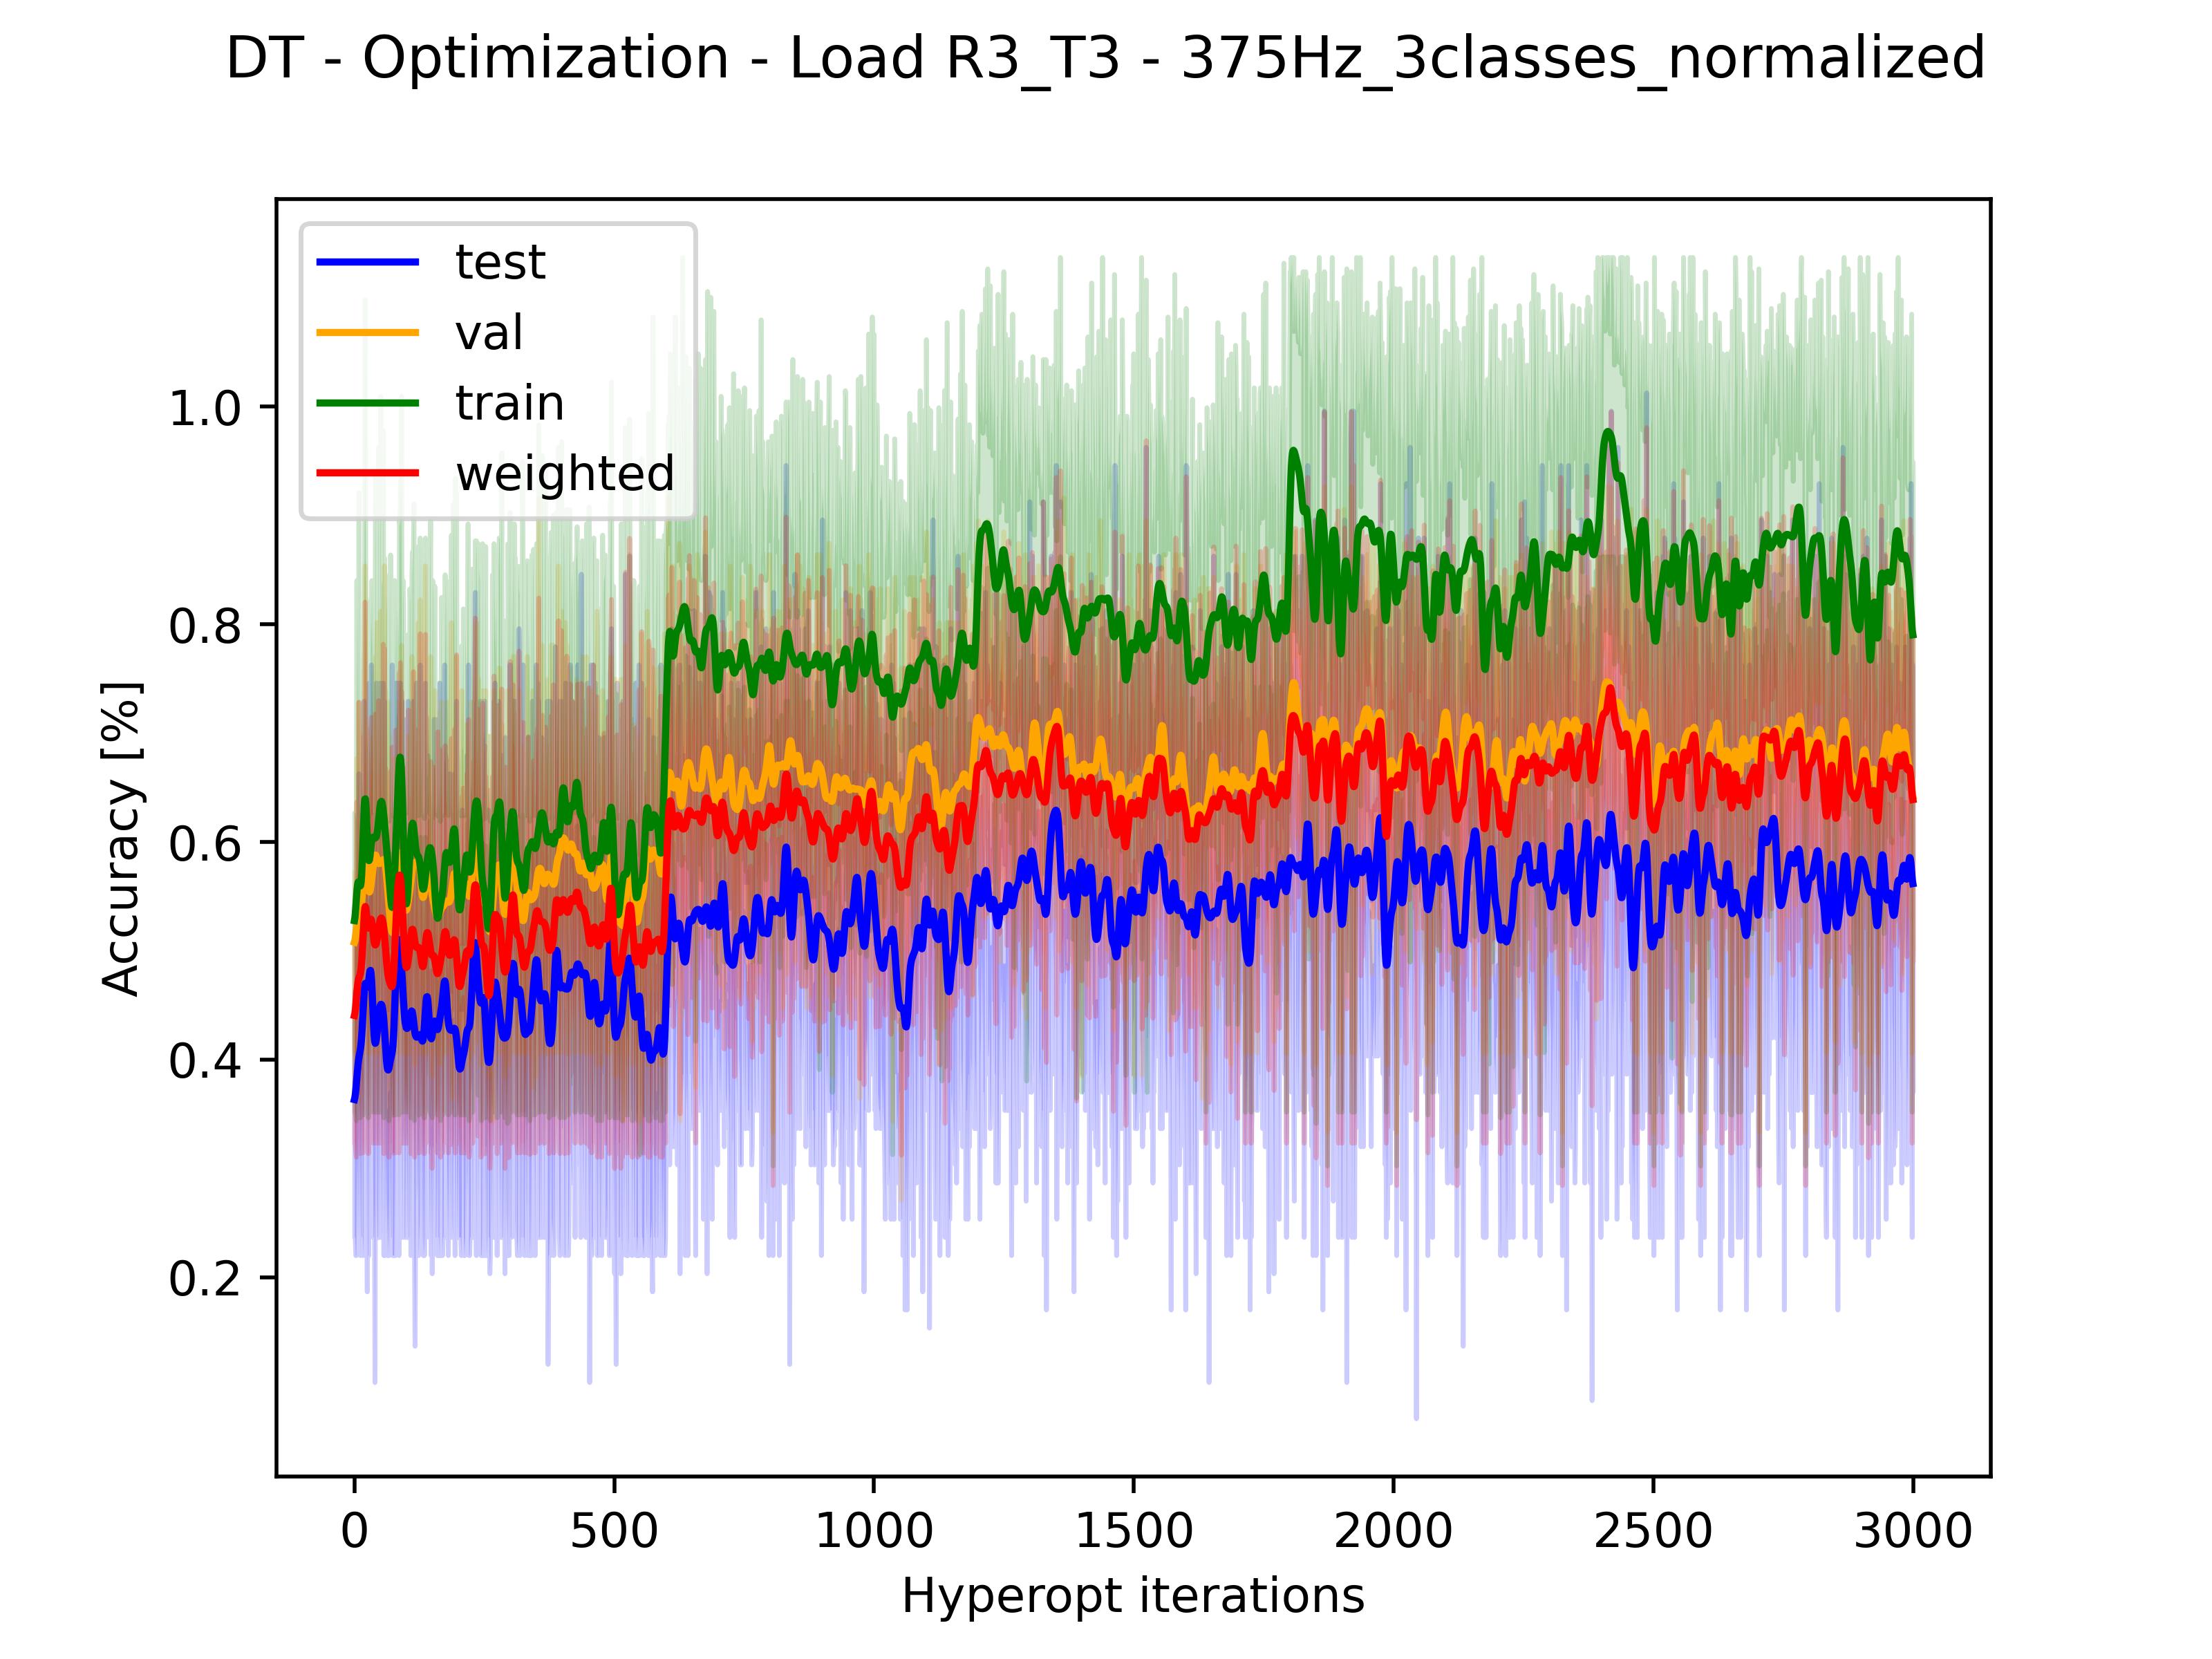 DT - Optimization - Load R3_T3 - 375Hz_3classes_normalized
test
val
train
weighted
Accuracy [%]
1.0
0.8
0.6
0.4
0.2
0 500 1000 1500 2000 2500 3000
Hyperopt iterations